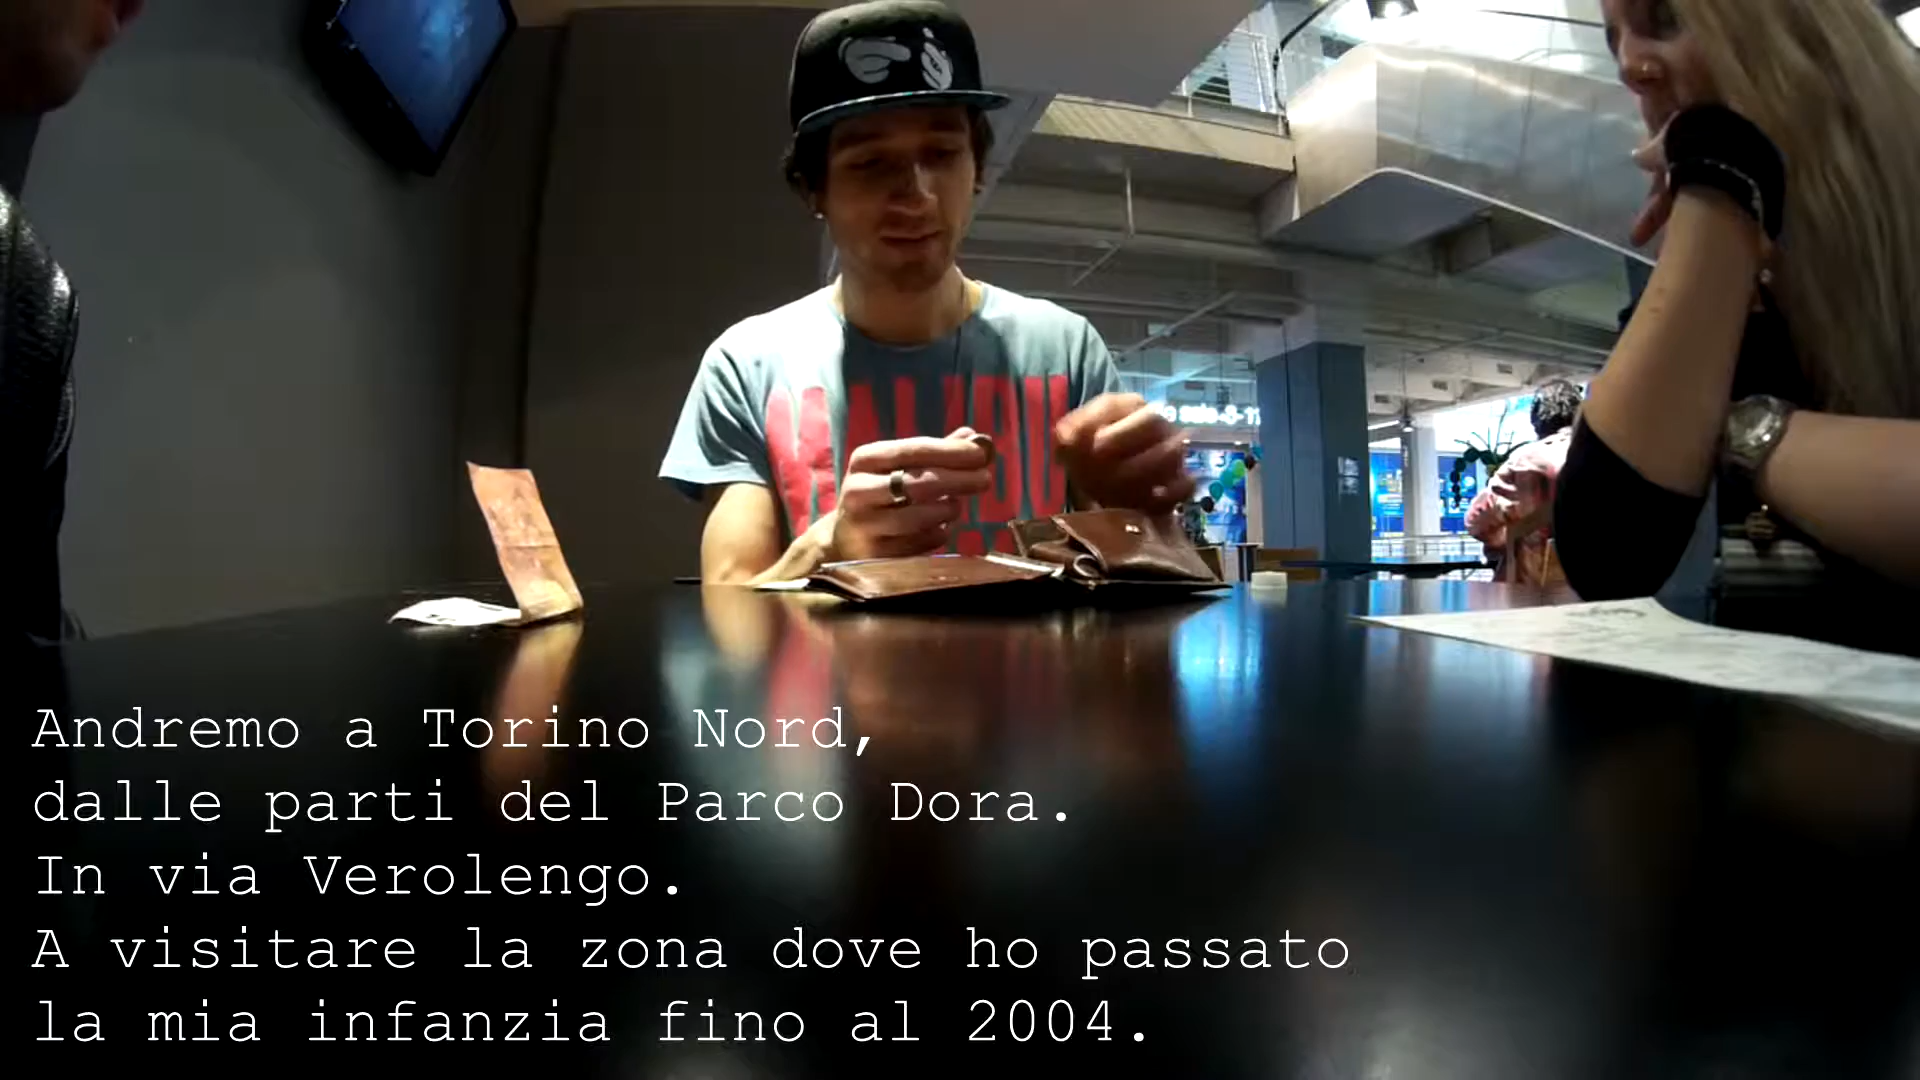 MALIBU
Andremo a Torino Nord,
dalle parti del Parco Dora.
In via Verolengo.
A visitare la zona dove ho passato
la mia infanzia fino al 2004.